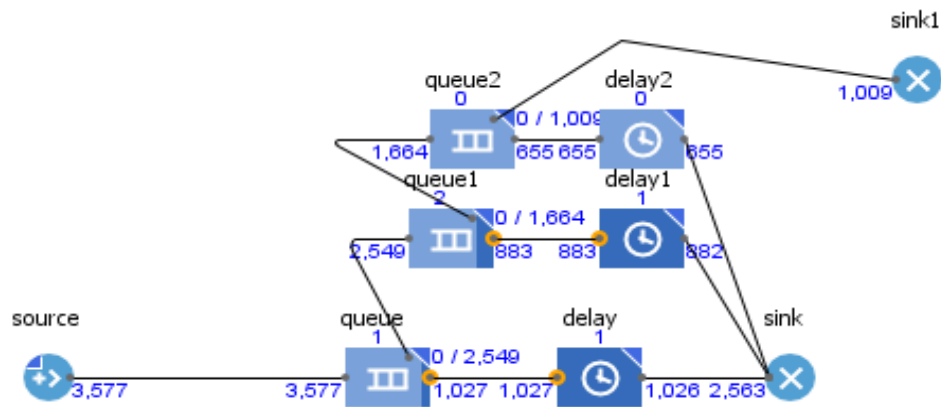 sink1
1,009
queue2
0
0 / 1,009
delay2
0
1,664
655
655
655
queue1
2
0 / 1,664
delay1
1
2,549
883
883
882
source
3,577
queue
1
0 / 2,549
delay
1
sink
3,577
1,027
1,027
1,026
2,563